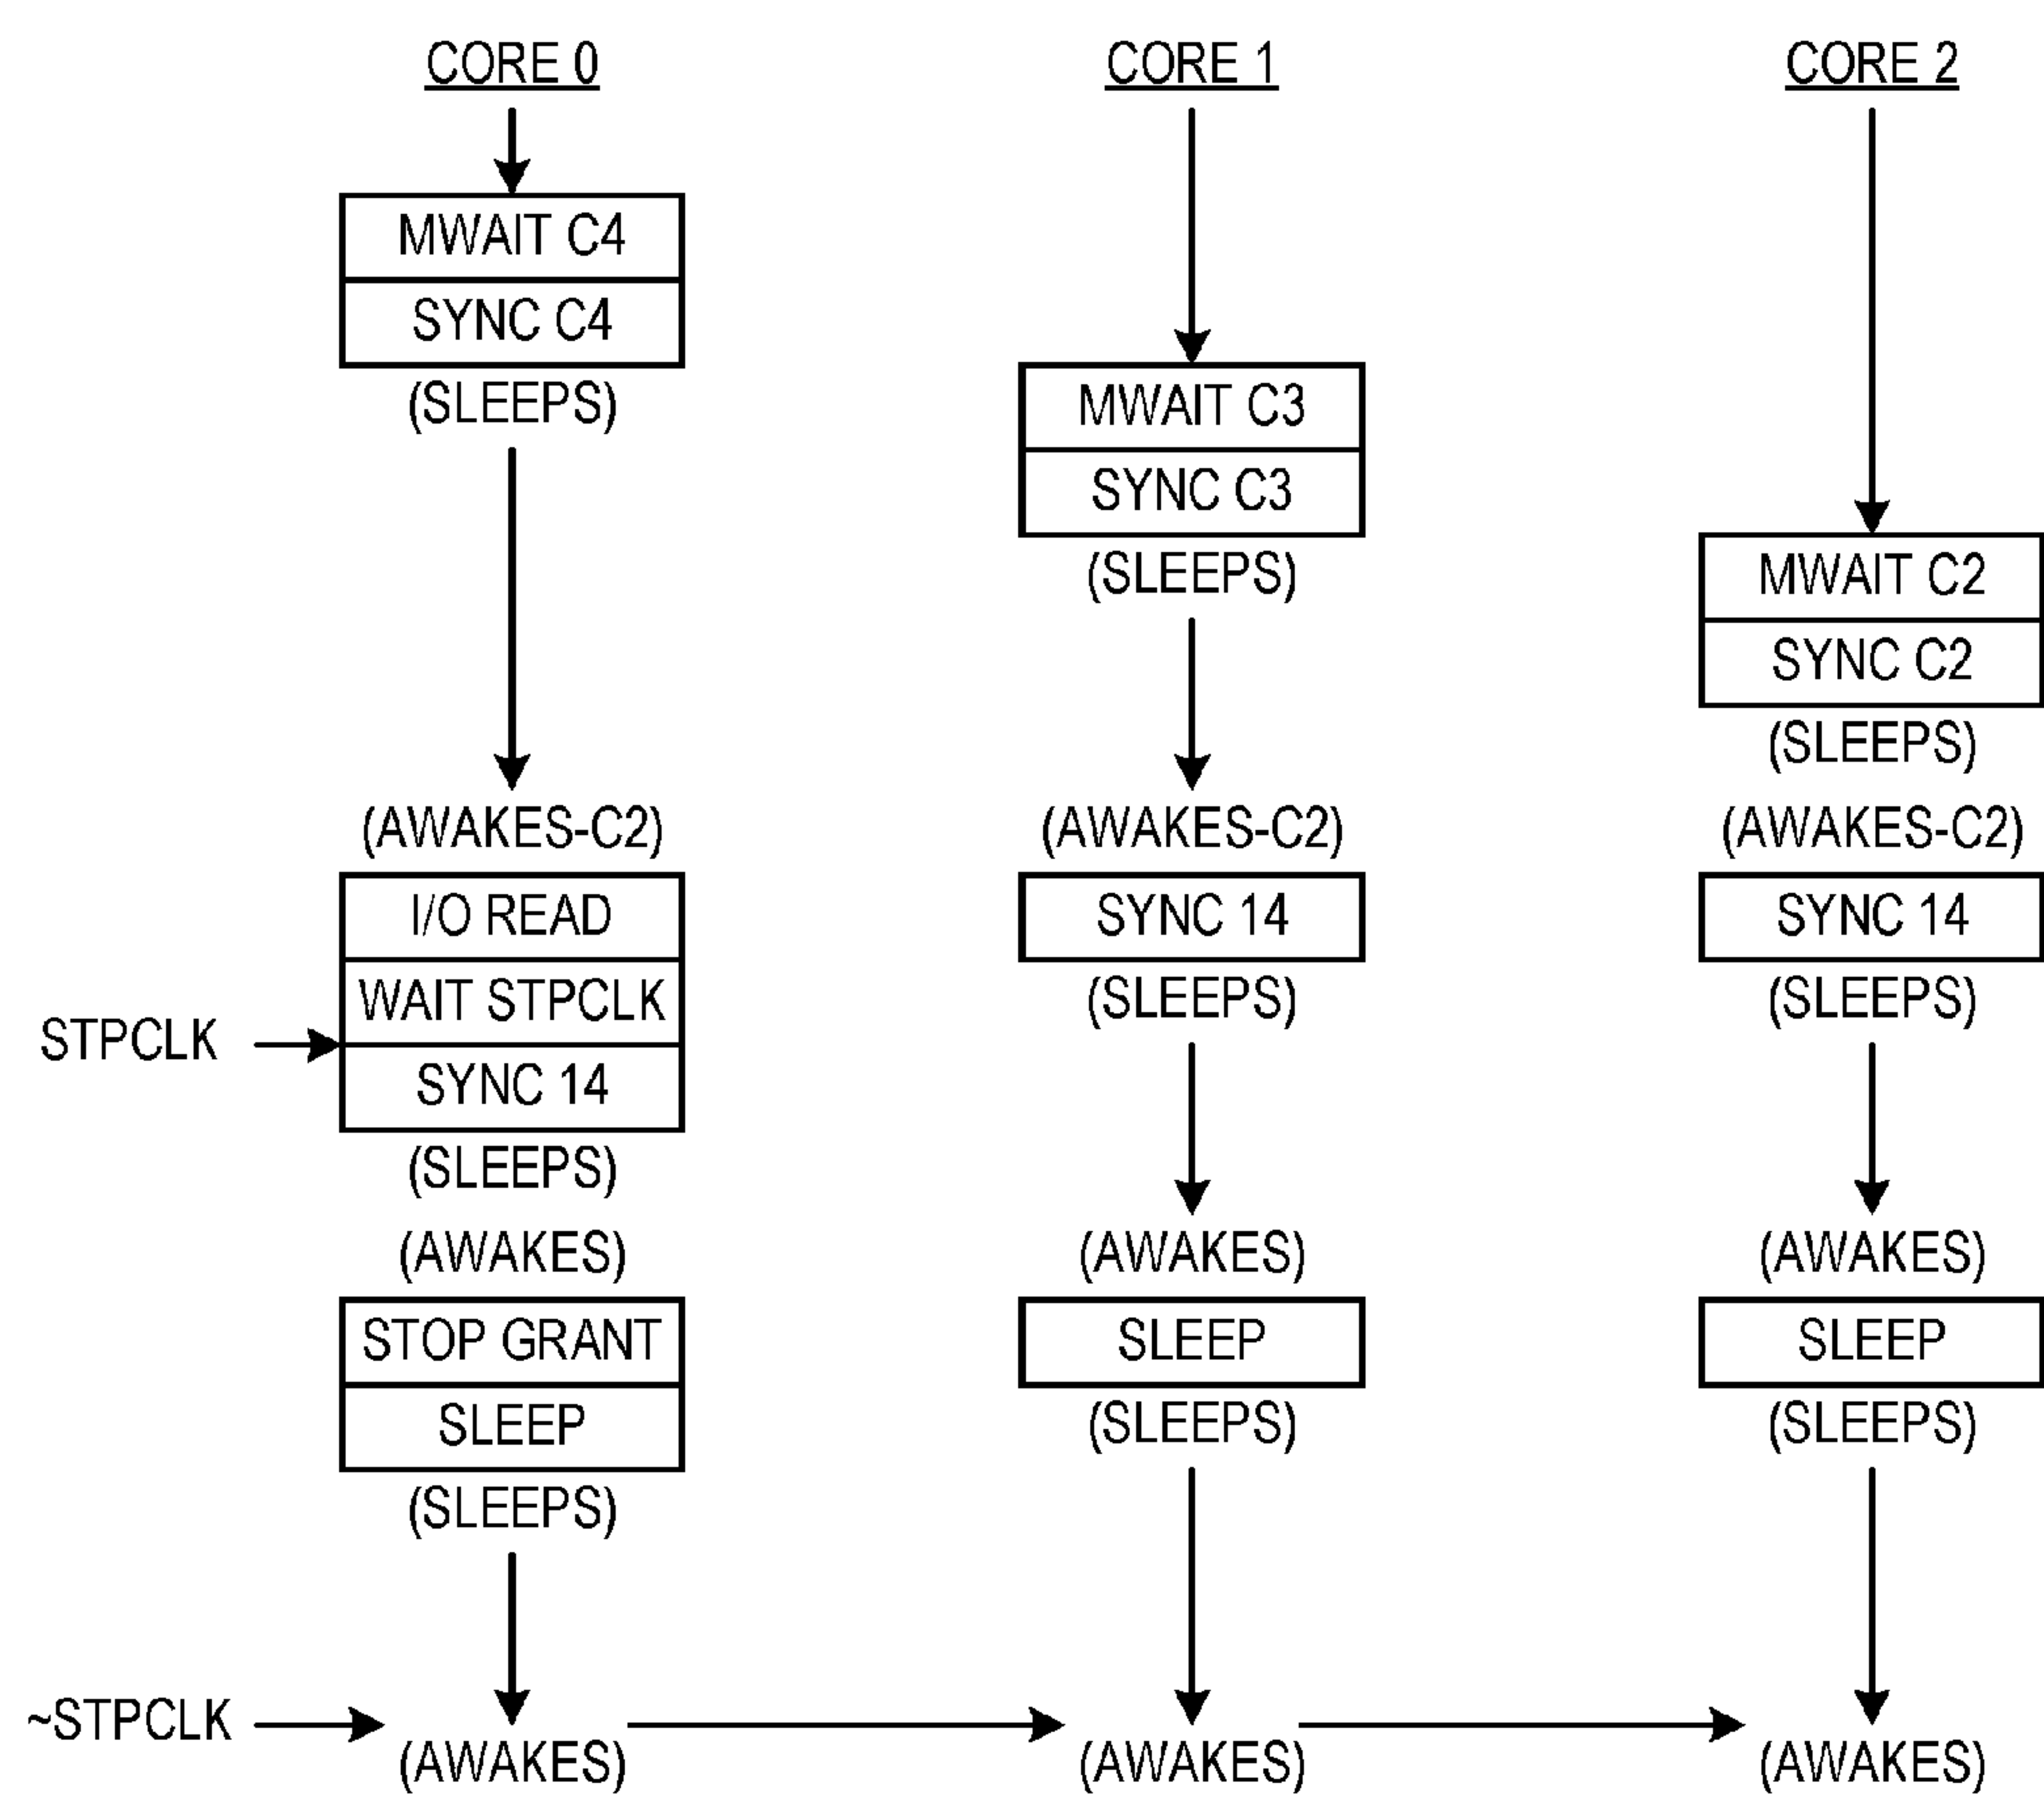 CORE 0 CORE 1 CORE 2
MWAIT C4
SYNC C4
(SLEEPS) MWAIT C3
SYNC C3
(SLEEPS) MWAIT C2
SYNC C2
(SLEEPS)
(AWAKES-C2) (AWAKES-C2) (AWAKES-C2)
I/O READ SYNC 14 SYNC 14
WAIT STPCLK (SLEEPS) (SLEEPS)
STPCLK
SYNC 14
(SLEEPS)
(AWAKES) (AWAKES) (AWAKES)
STOP GRANT SLEEP SLEEP
SLEEP (SLEEPS) (SLEEPS)
(SLEEPS)
~STPCLK
(AWAKES) (AWAKES) (AWAKES)